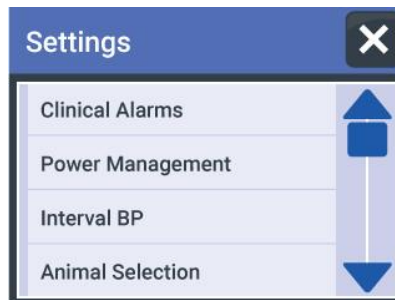 Settings
Clinical Alarms
Power Management
Interval BP
Animal Selection